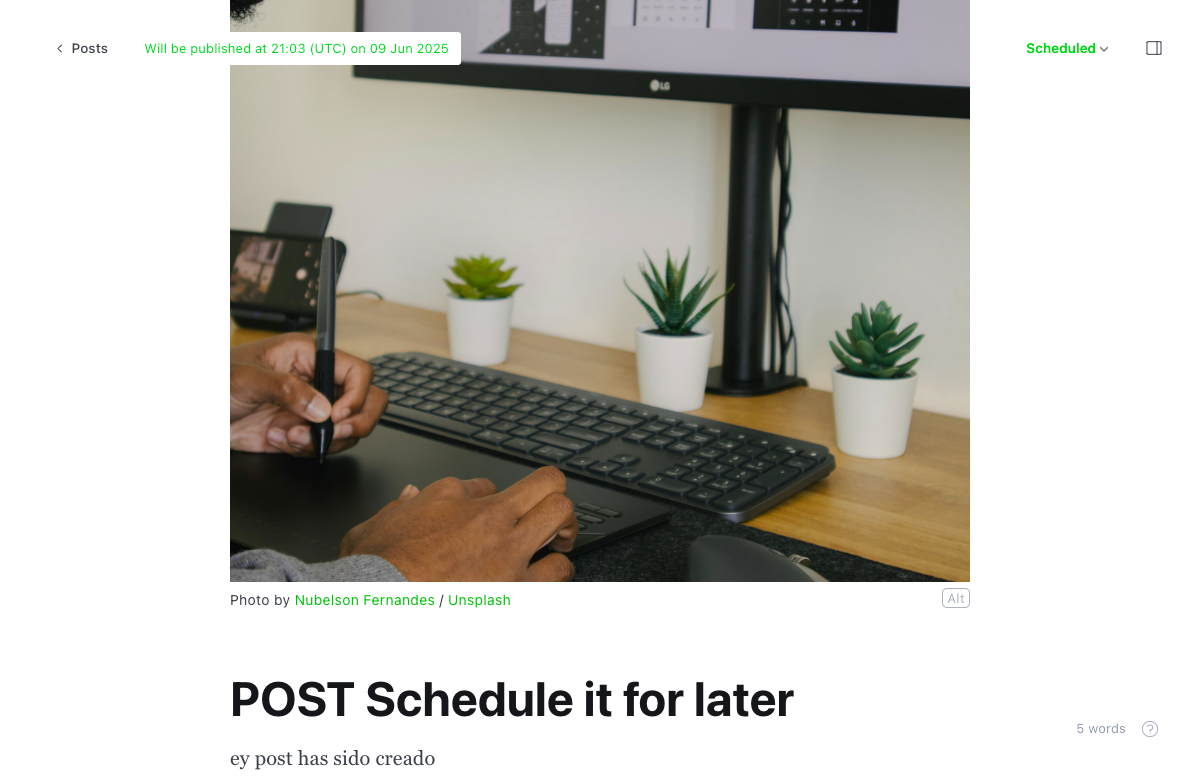 Posts
Will be published at 21:03 (UTC) on 09 Jun 2025
Scheduled
LG
Photo by Nubelson Fernandes / Unsplash
Alt
POST Schedule it for later
5 words
ey post has sido creado